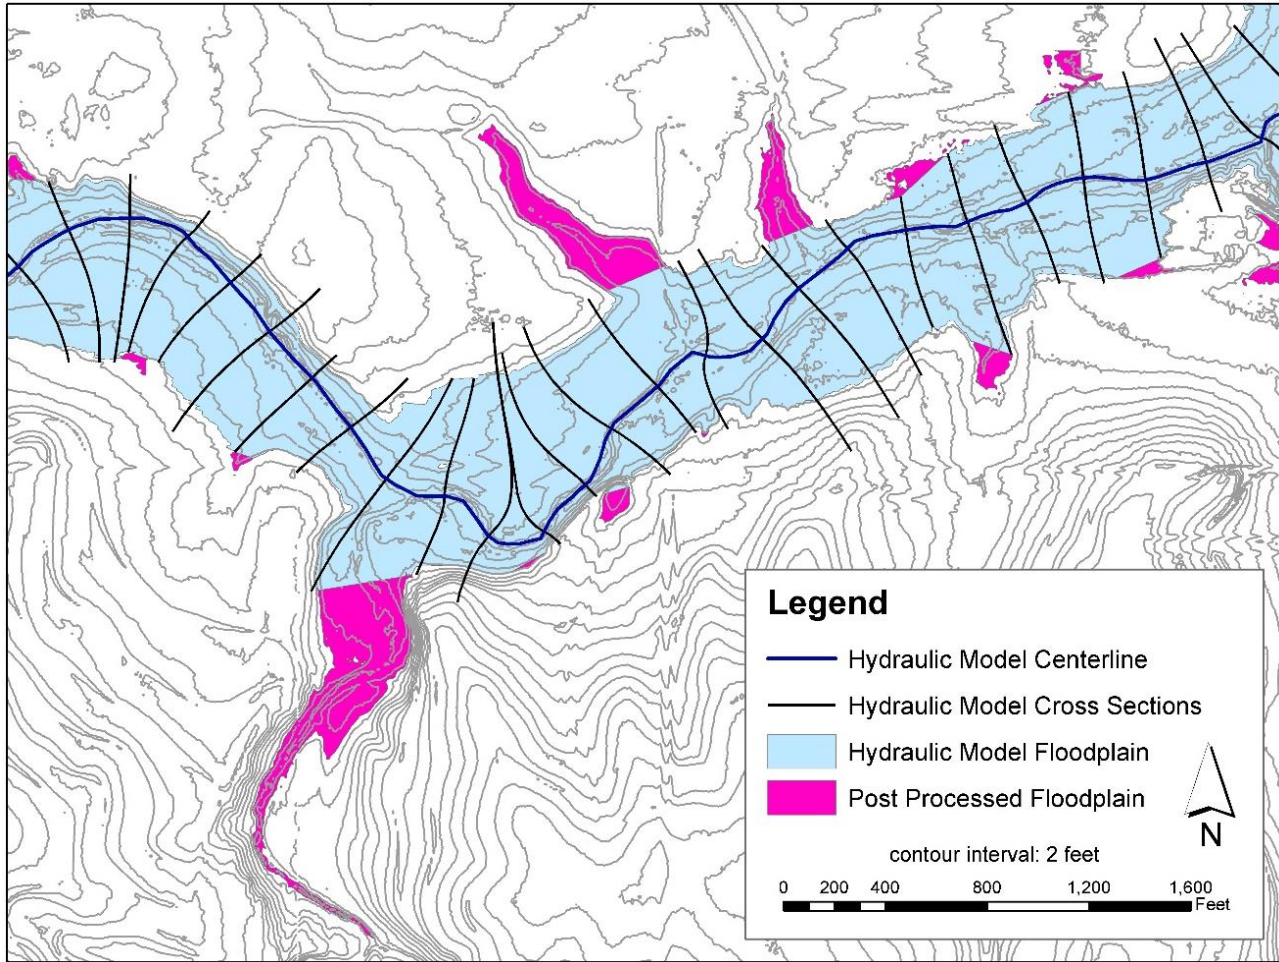 Legend
Hydraulic Model Centerline
Hydraulic Model Cross Sections
Hydraulic Model Floodplain
Post Processed Floodplain
N
contour interval: 2 feet
0 200 400 800 1,200 1,600
Feet